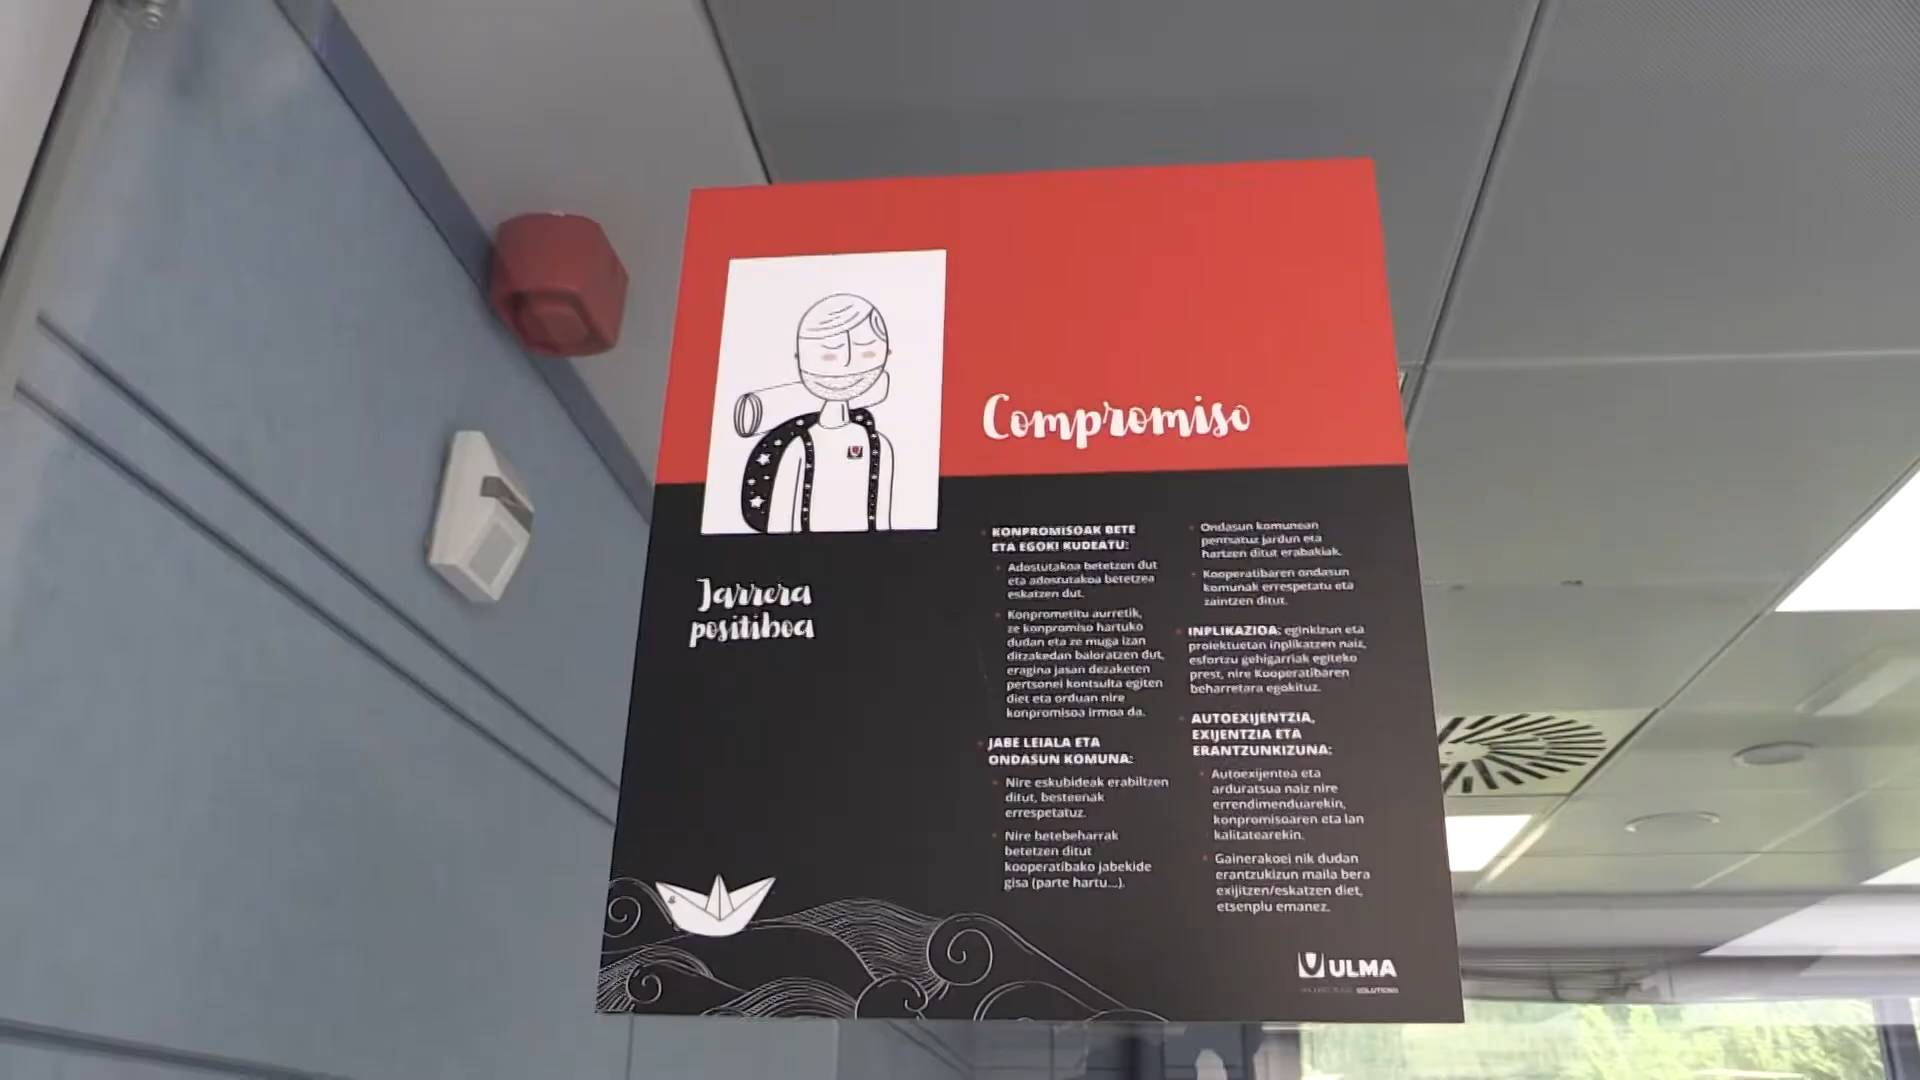 Compromiso
Jarrera
positiboa
KONPROMISOAK BETE
ETA EGOKI KUDEATU:
Adostutakoa betetzen dut
eta adostutakoa betetzea
eskatzen dut.
Konprometitu aurretik,
ze konpromiso hartuko
dudan eta ze muga izan
ditzakedan baloratzen dut,
eragina jasan dezaketen
pertsonei kontsulta egiten
diet eta orduan nire
konpromisoa irmoa da.
JABE LEIALA ETA
ONDASUN KOMUNA:
Nire eskubideak erabiltzen
ditut, besteenak
errespetatuz.
Nire betebeharrak
betetzen ditut
kooperatibako jabekide
gisa (parte hartu...).
Ondasun komunean
pentsatuz jardun eta
hartzen ditut erabakiak.
Kooperatibaren ondasun
komunak errespetatu eta
zaintzen ditut.
INPLIKAZIOA: eginkizun eta
proiektuetan inplikatzen naiz,
esfortzu gehigarriak egiteko
prest, nire Kooperatibaren
beharretara egokituz.
AUTOEXIJENTZIA,
EXIJENTZIA ETA
ERANTZUNKIZUNA:
Autoexijentea eta
arduratsua naiz nire
errendimenduarekin,
konpromisoaren eta lan
kalitatearekin.
Gainerakoei nik dudan
erantzukizun maila bera
exijitzen/eskatzen diet,
etsenplu emanez.
ULMA
SOLUTIONS